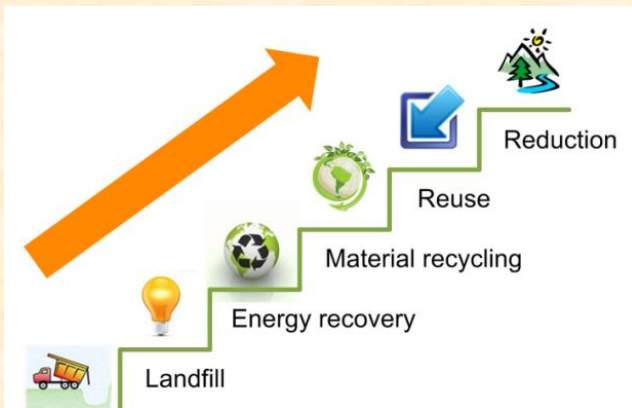 Reduction
Reuse
Material recycling
Energy recovery
Landfill